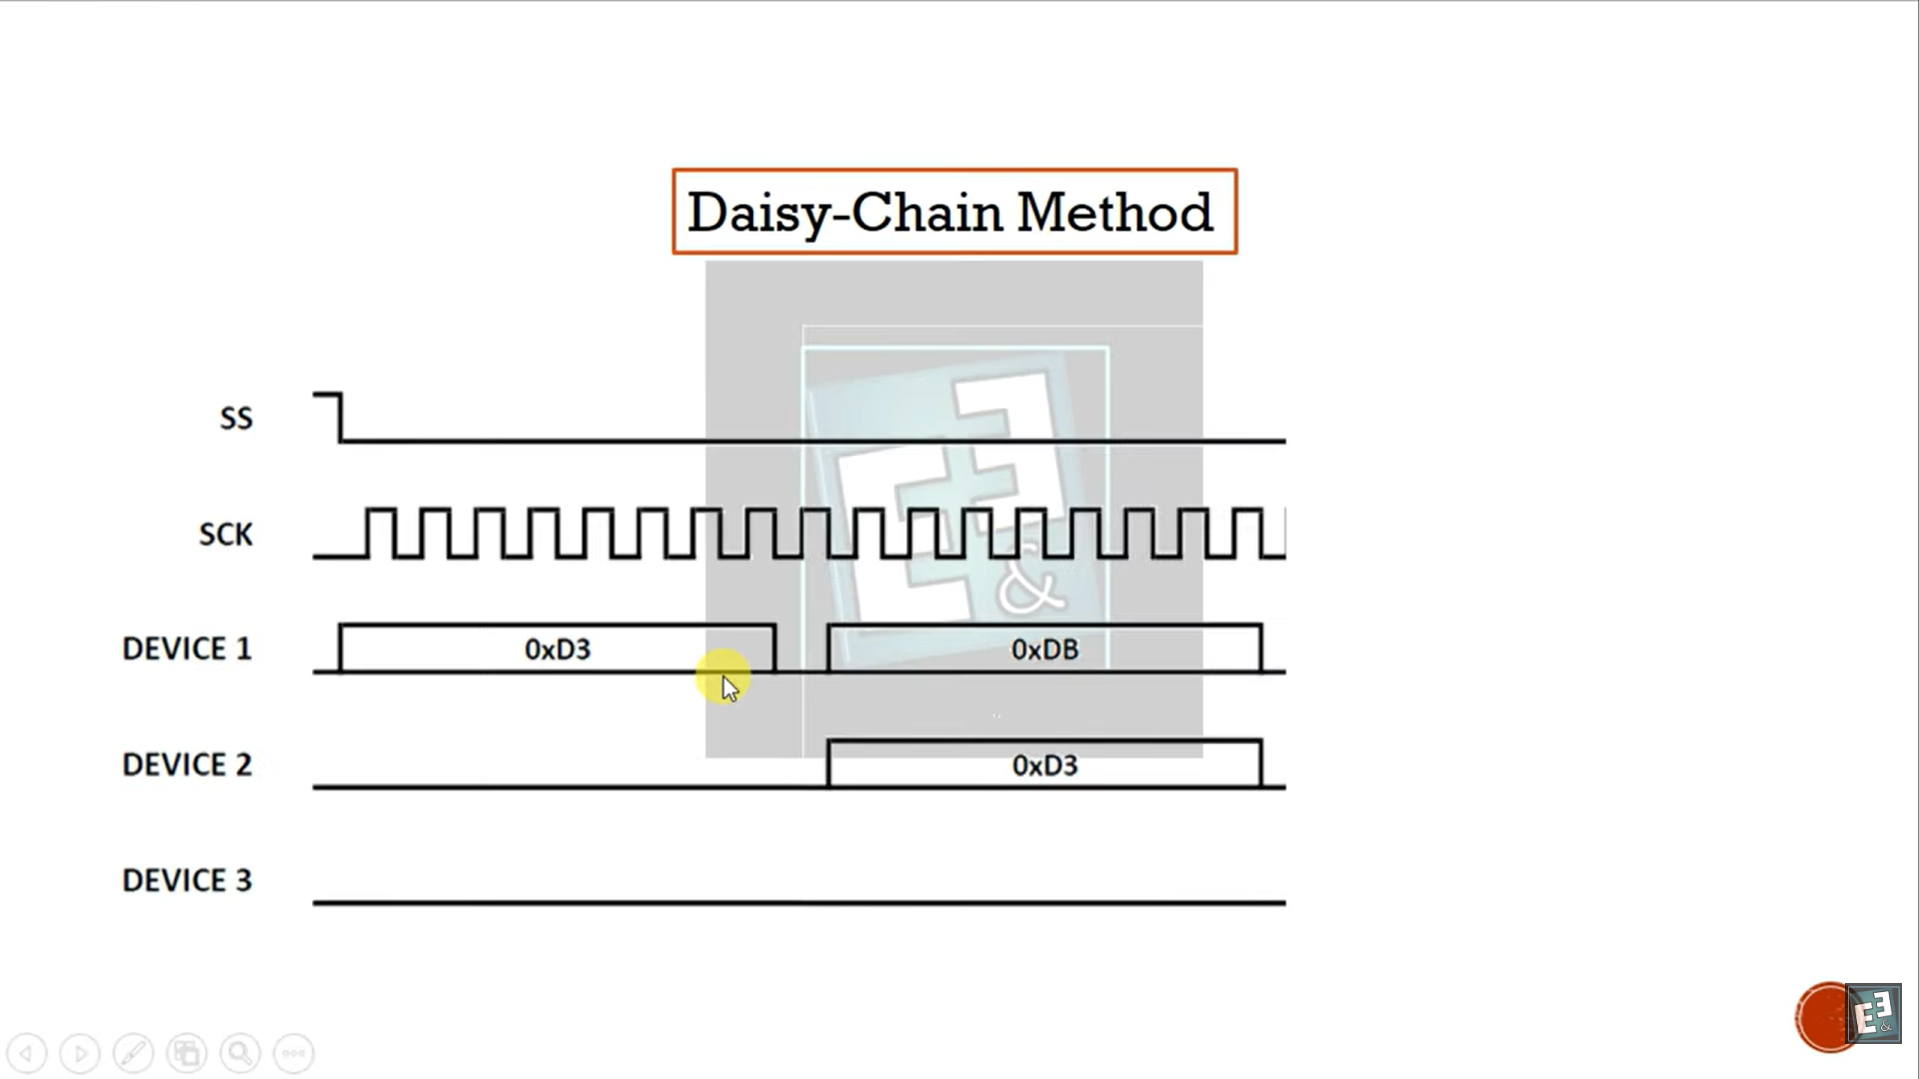 Daisy-Chain Method
SS
SCK
DEVICE 1
0xD3
0xDB
DEVICE 2
0xD3
DEVICE 3
E
E
&
E
E
&